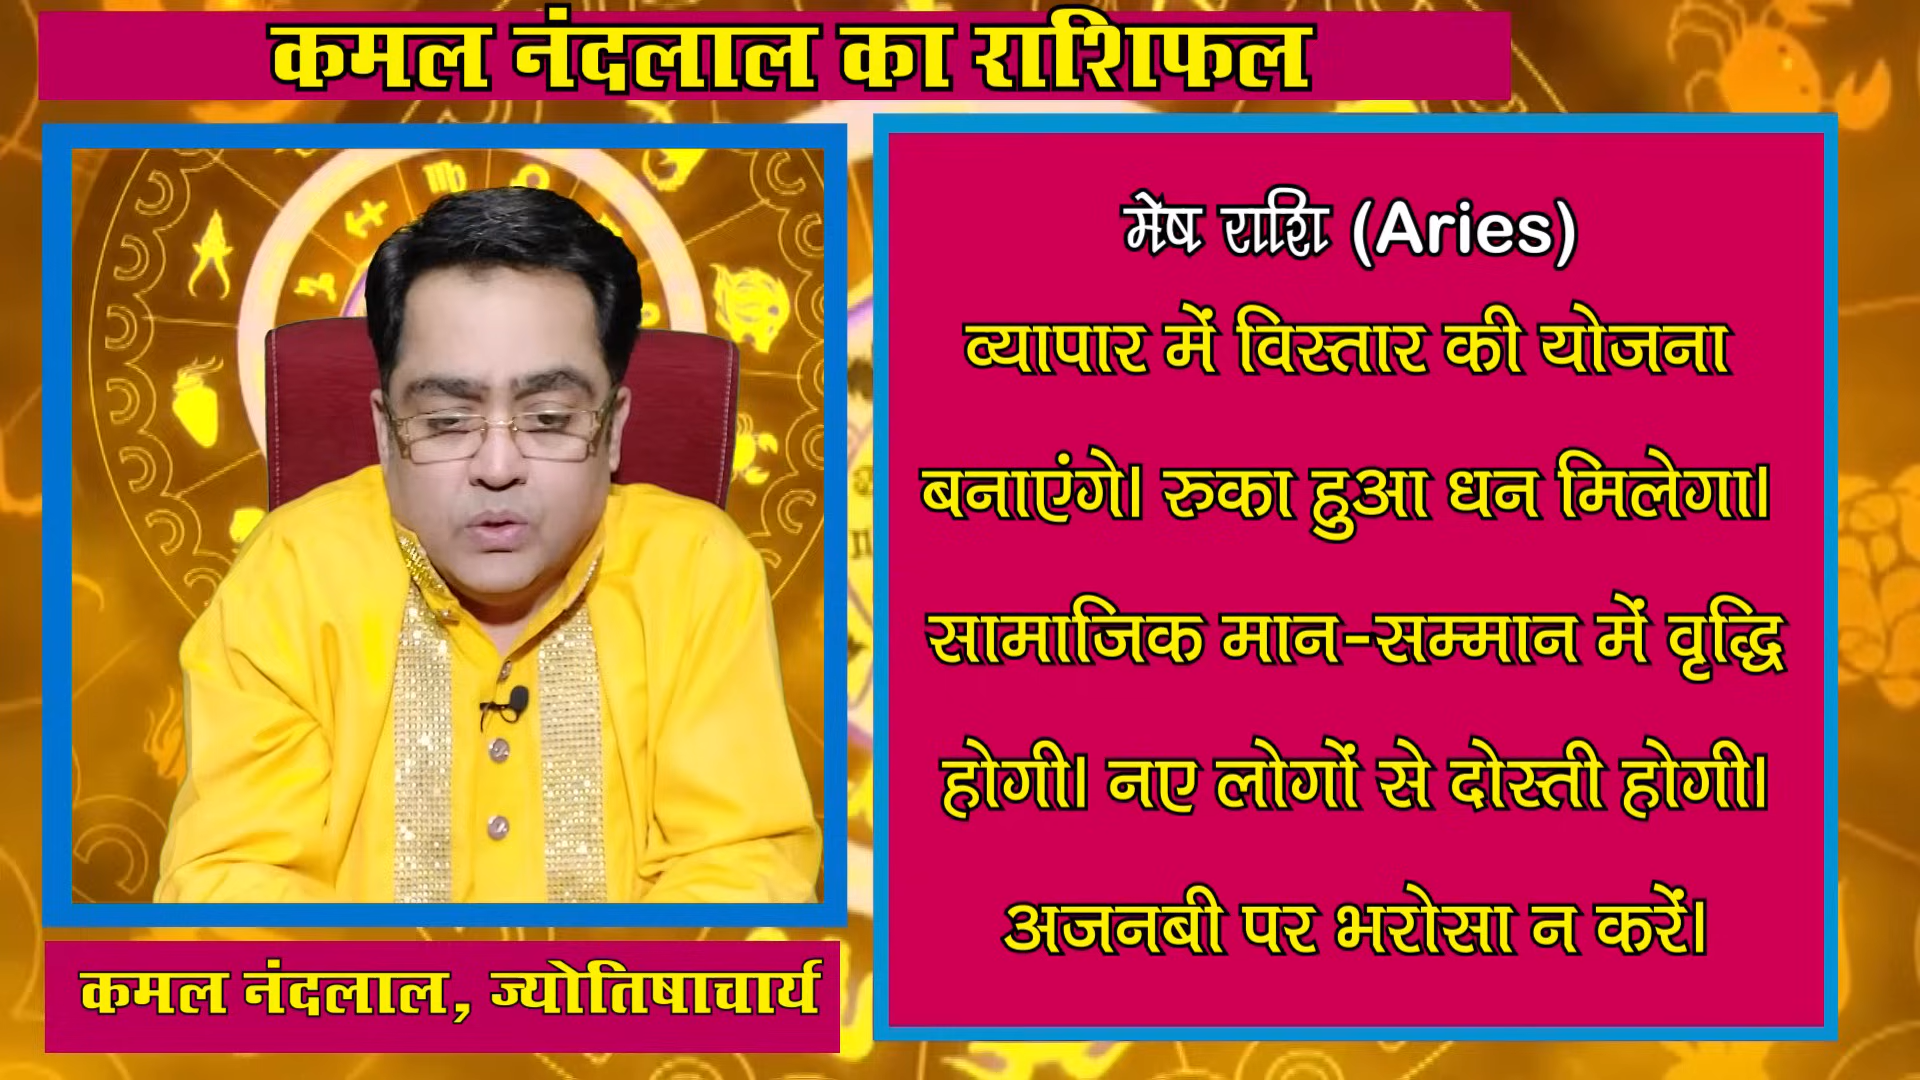 कमल नंदलाल का राशिफल
मेष राशि (Aries)
व्यापार में विस्तार की योजना
बनाएंगे। रुका हुआ धन मिलेगा।
सामाजिक मान-सम्मान में वृद्धि
होगी। नए लोगों से दोस्ती होगी।
अजनबी पर भरोसा न करें।
कमल नंदलाल, ज्योतिषाचार्य